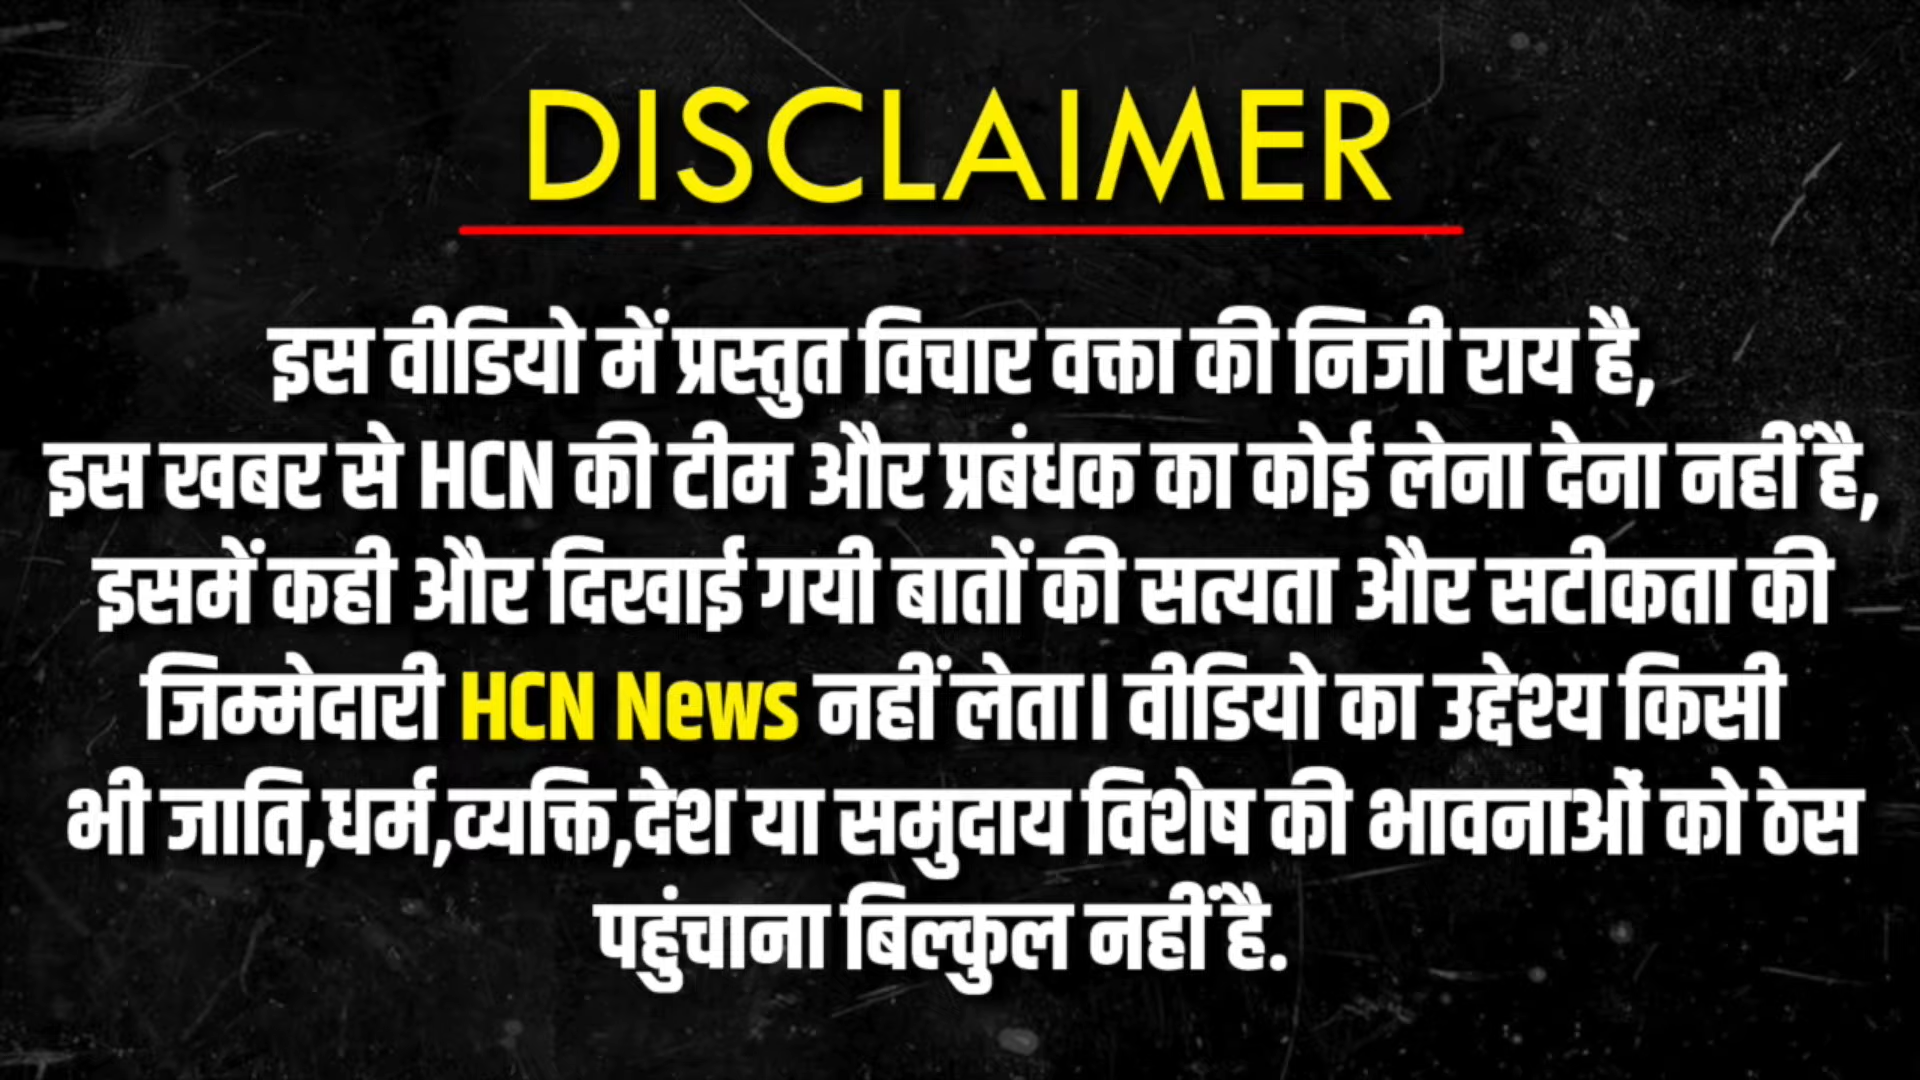 DISCLAIMER
इस वीडियो में प्रस्तुत विचार वक्ता की निजी राय है,
इस खबर से HCN की टीम और प्रबंधक का कोई लेना देना नहीं है,
इसमें कही और दिखाई गयी बातों की सत्यता और सटीकता की
जिम्मेदारी HCN News नहीं लेता। वीडियो का उद्देश्य किसी
भी जाति,धर्म,व्यक्ति,देश या समुदाय विशेष की भावनाओं को ठेस
पहुंचाना बिल्कुल नहीं है.